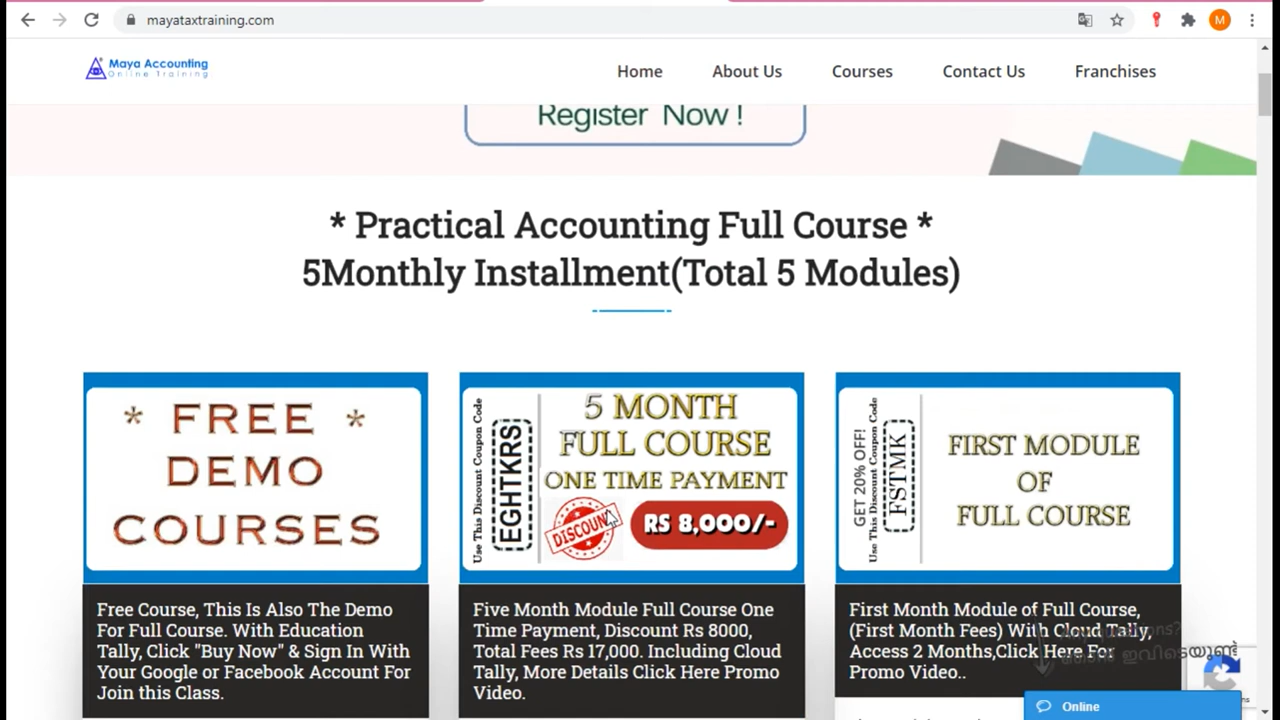 mayataxtraining.com
M
Maya Accounting
Online Training
Home
About Us
Courses
Contact Us
Franchises
Register Now !
* Practical Accounting Full Course *
5Monthly Installment(Total 5 Modules)
* FREE *
DEMO
COURSES
Use This Discount Coupon Code
EGHTKRS
5 MONTH
FULL COURSE
ONE TIME PAYMENT
DISCOUN
RS 8,000/-
GET 20% OFF!
Use This Discount Coupon Code
FSTMK
FIRST MODULE
OF
FULL COURSE
Free Course, This Is Also The Demo
For Full Course. With Education
Tally, Click "Buy Now" & Sign In With
Your Google or Facebook Account For
Join this Class.
Five Month Module Full Course One
Time Payment, Discount Rs 8000,
Total Fees Rs 17,000. Including Cloud
Tally, More Details Click Here Promo
Video.
First Month Module of Full Course,
(First Month Fees) With Cloud Tally,
Access 2 Months,Click Here For
Promo Video..
Any questions?
ഞാൻ ഇവിടെയുണ്ട്
Online